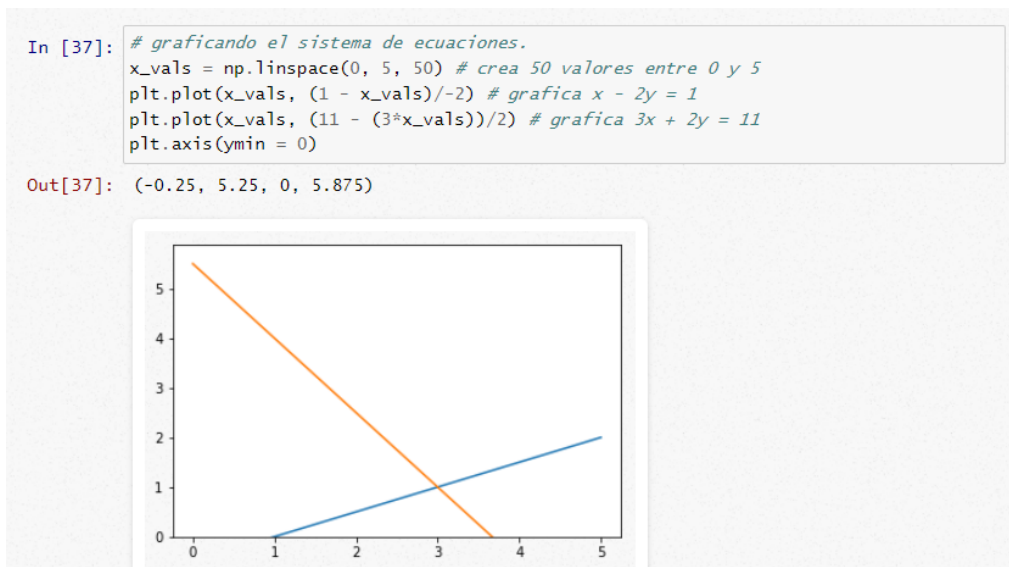 In [37]: # graficando el sistema de ecuaciones.
x_vals = np.linspace(0, 5, 50) # crea 50 valores entre 0 y 5
plt.plot(x_vals, (1 - x_vals)/-2) # grafica x - 2y = 1
plt.plot(x_vals, (11 - (3*x_vals))/2) # grafica 3x + 2y = 11
plt.axis(ymin = 0)
Out[37]: (-0.25, 5.25, 0, 5.875)
5
4
3
2
1
0
0 1 2 3 4 5